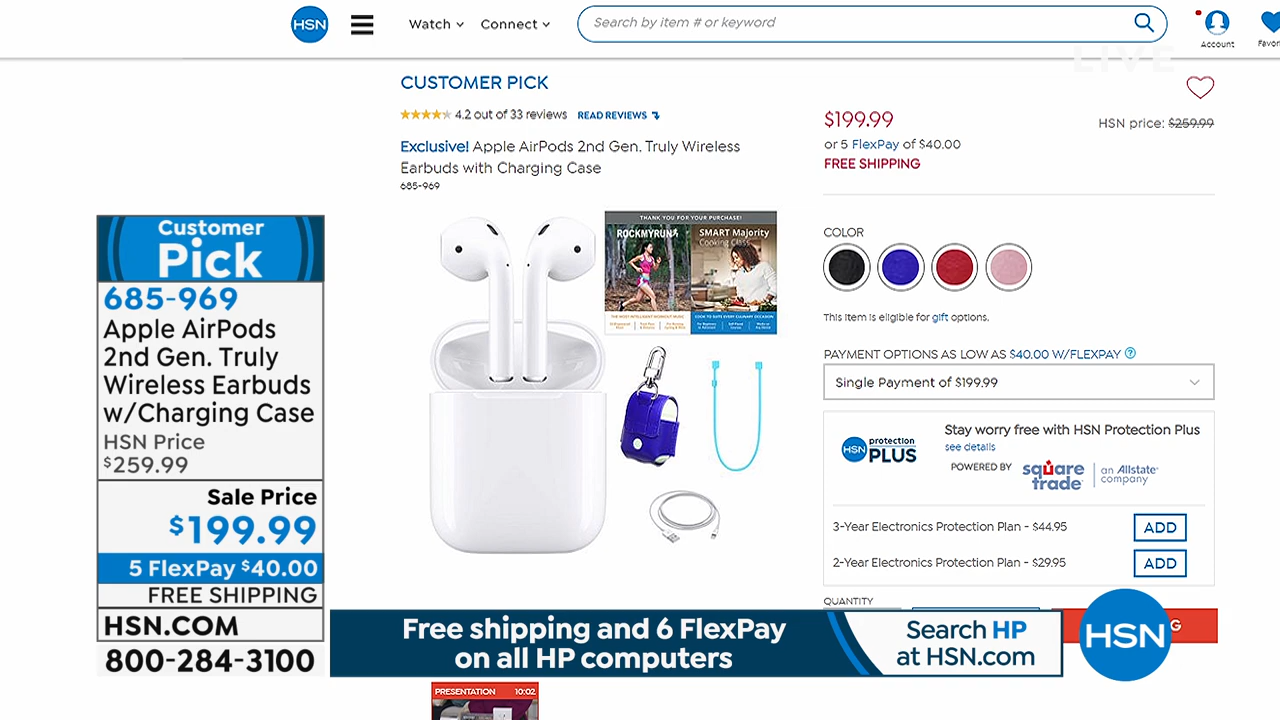 HSN
Watch
Connect
Search by item # or keyword
Account
LIVE
CUSTOMER PICK
4.2 out of 33 reviews READ REVIEWS
Exclusive! Apple AirPods 2nd Gen. Truly Wireless
Earbuds with Charging Case
685-969
$199.99
HSN price: $259.99
or 5 FlexPay of $40.00
FREE SHIPPING
THANK YOU FOR YOUR PURCHASE!
ROCKMYRUN
SMART Majority
Cooking Class
COLOR
This item is eligible for gift options.
PAYMENT OPTIONS AS LOW AS $40.00 W/FLEXPAY ?
Single Payment of $199.99
HSN protection PLUS
Stay worry free with HSN Protection Plus
see details
POWERED BY square trade an Allstate company
3-Year Electronics Protection Plan - $44.95 ADD
2-Year Electronics Protection Plan - $29.95 ADD
QUANTITY
Customer
Pick
685-969
Apple AirPods
2nd Gen. Truly
Wireless Earbuds
w/Charging Case
HSN Price
$259.99
Sale Price
$199.99
5 FlexPay $40.00
FREE SHIPPING
HSN.COM
800-284-3100
Free shipping and 6 FlexPay
on all HP computers
Search HP
at HSN.com
HSN
PRESENTATION 10:02